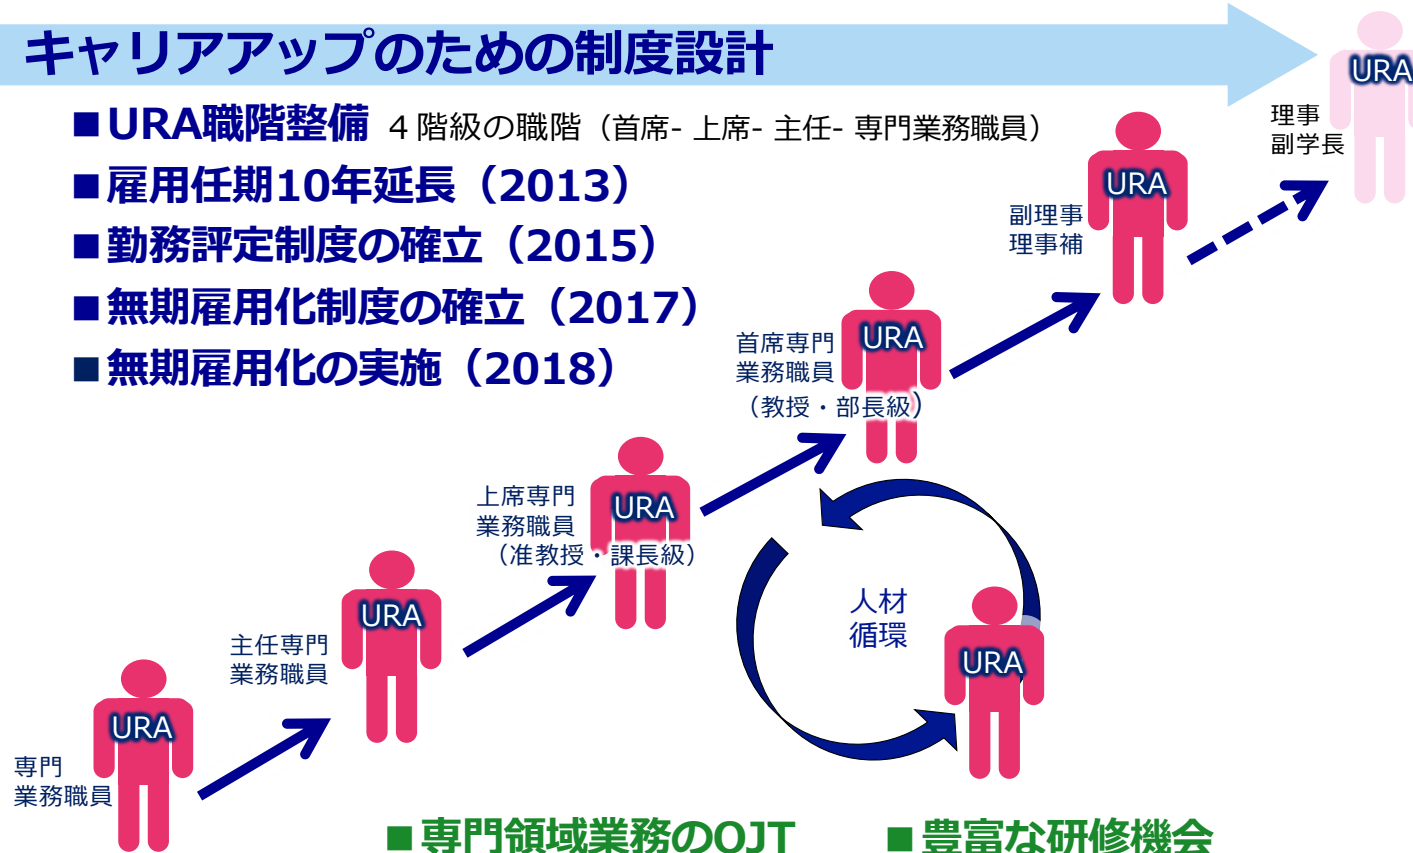 キャリアアップのための制度設計
■URA職階整備 ４階級の職階（首席- 上席- 主任- 専門業務職員）
■雇用任期10年延長（2013）
■勤務評定制度の確立（2015）
■無期雇用化制度の確立（2017）
■無期雇用化の実施（2018）
URA
理事
副学長
URA
副理事
理事補
URA
首席専門
業務職員
（教授・部長級）
URA
上席専門
業務職員
（准教授・課長級）
人材
循環
URA
URA
主任専門
業務職員
URA
専門
業務職員
■専門領域業務のOJT
■豊富な研修機会